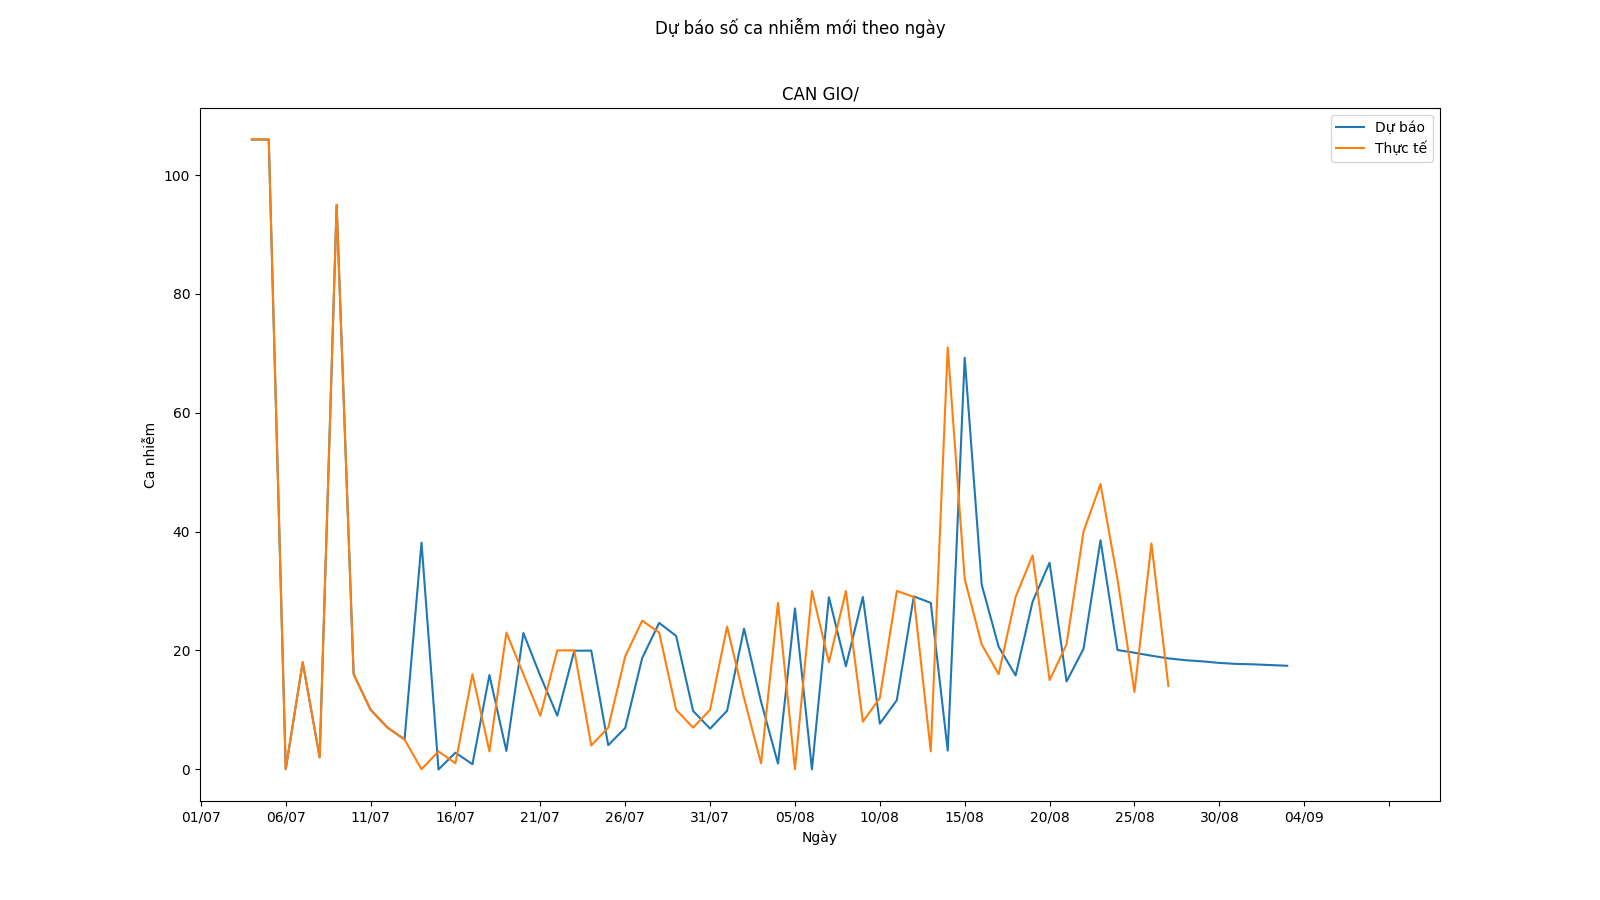 Dự báo số ca nhiễm mới theo ngày
CAN GIO/
Dự báo
Thực tế
100
80
60
40
20
0
Ca nhiễm
01/07 06/07 11/07 16/07 21/07 26/07 31/07 05/08 10/08 15/08 20/08 25/08 30/08 04/09
Ngày